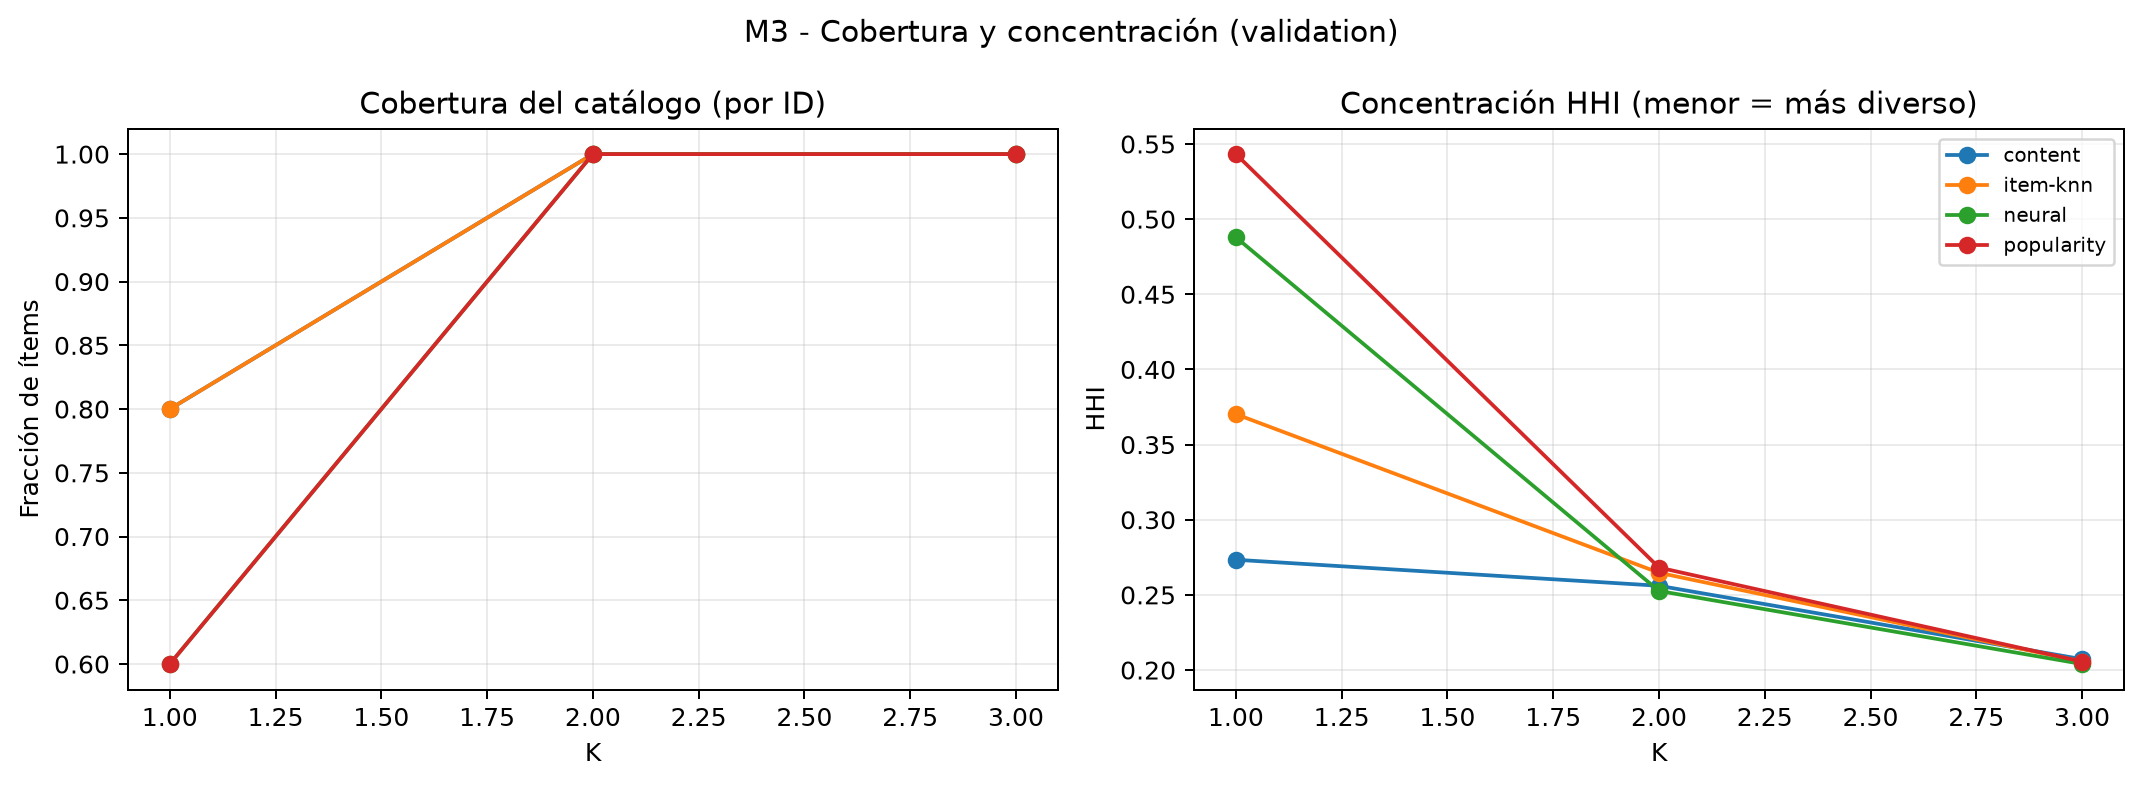 M3 - Cobertura y concentración (validation)
Cobertura del catálogo (por ID)
Fracción de ítems
1.00
0.95
0.90
0.85
0.80
0.75
0.70
0.65
0.60
1.00 1.25 1.50 1.75 2.00 2.25 2.50 2.75 3.00
K
Concentración HHI (menor = más diverso)
HHI
0.55
0.50
0.45
0.40
0.35
0.30
0.25
0.20
content
item-knn
neural
popularity
1.00 1.25 1.50 1.75 2.00 2.25 2.50 2.75 3.00
K